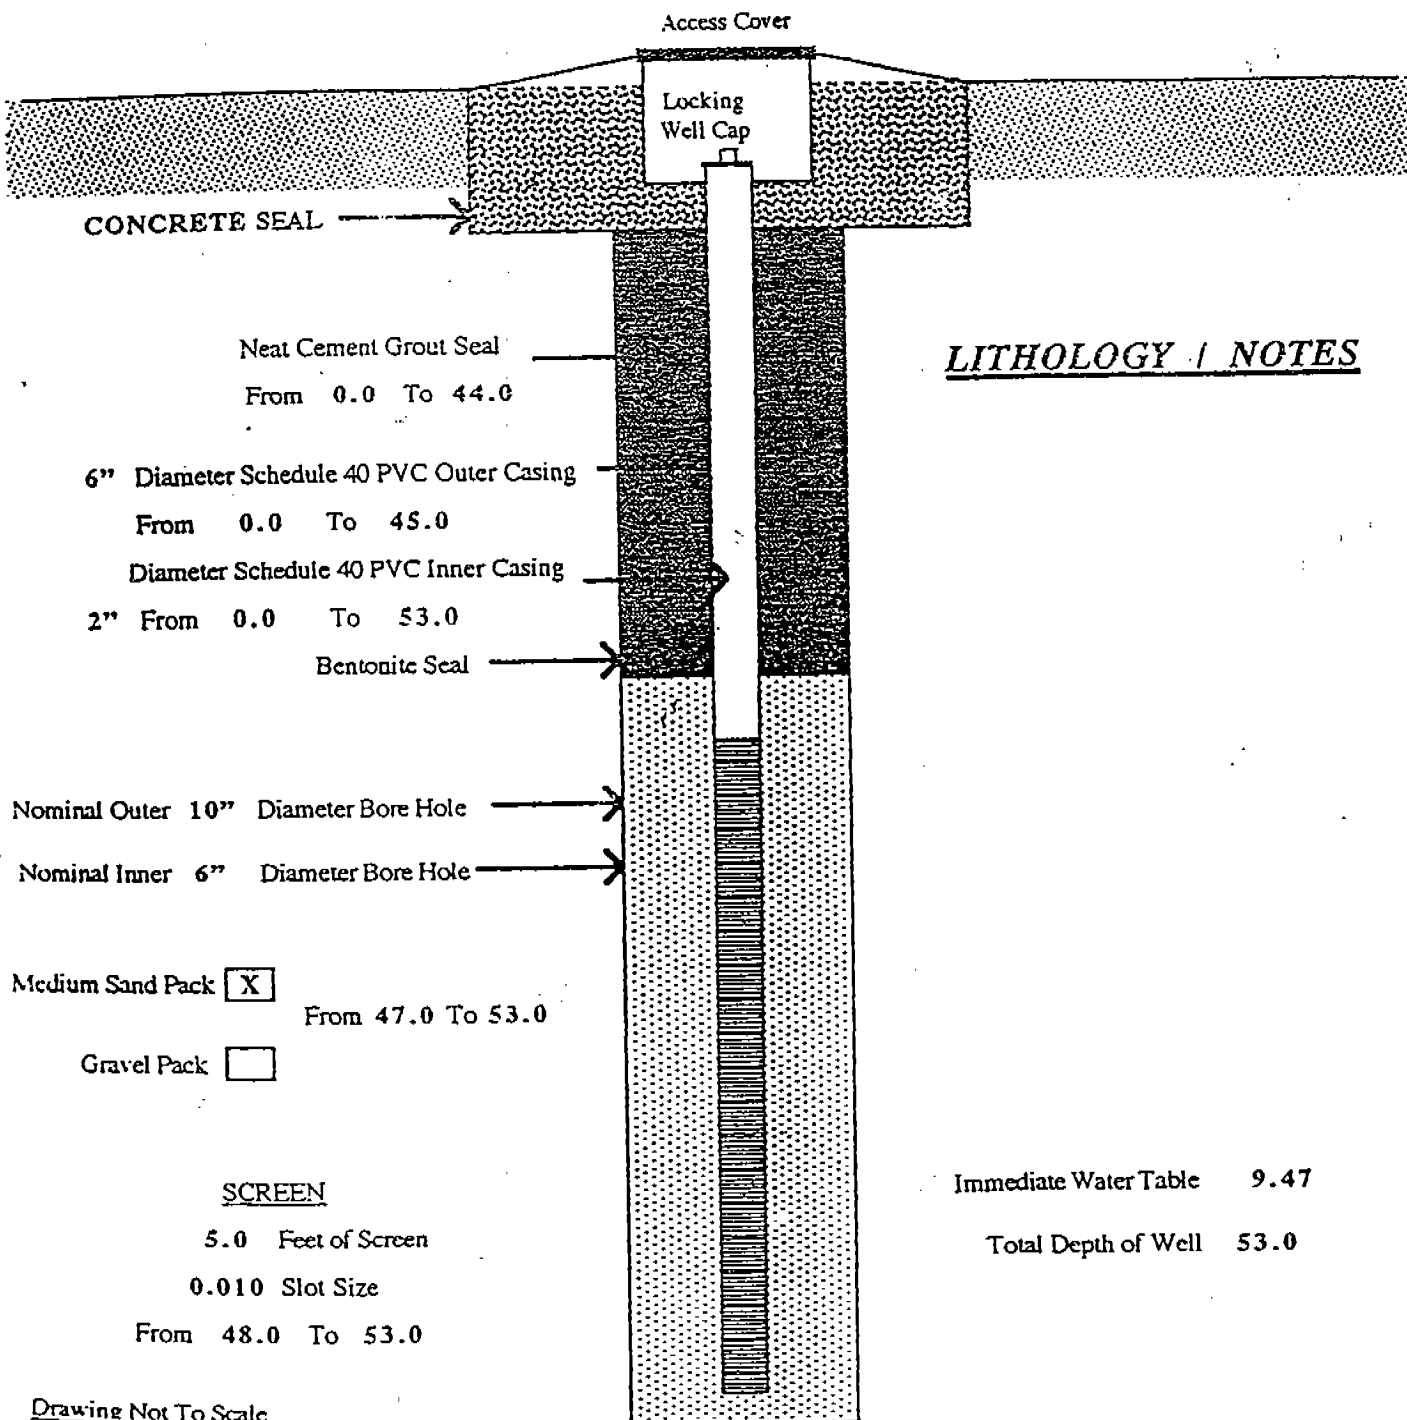 Access Cover
Locking
Well Cap
CONCRETE SEAL
Neat Cement Grout Seal
From 0.0 To 44.0
LITHOLOGY / NOTES
6" Diameter Schedule 40 PVC Outer Casing
From 0.0 To 45.0
Diameter Schedule 40 PVC Inner Casing
2" From 0.0 To 53.0
Bentonite Seal
Nominal Outer 10" Diameter Bore Hole
Nominal Inner 6" Diameter Bore Hole
Medium Sand Pack X
From 47.0 To 53.0
Gravel Pack
SCREEN
5.0 Feet of Screen
0.010 Slot Size
From 48.0 To 53.0
Immediate Water Table 9.47
Total Depth of Well 53.0
Drawing Not To Scale